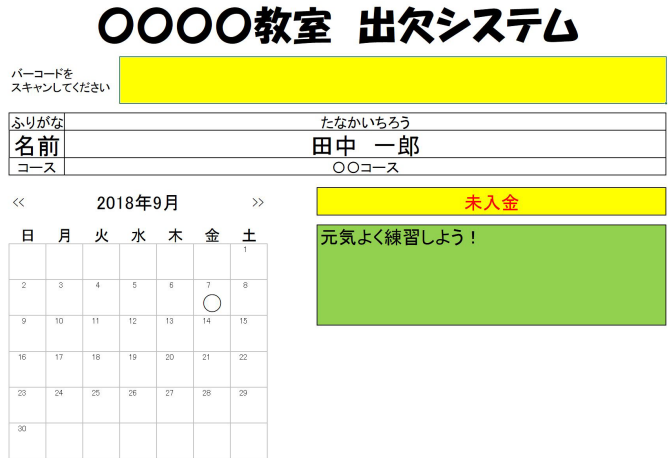 〇〇〇〇教室 出欠システム
バーコードを
スキャンしてください
ふりがな たなかいちろう
名前 田中 一郎
コース 〇〇コース
<< 2018年9月 >>
未入金
元気よく練習しよう！
日 月 火 水 木 金 土
1
2 3 4 5 6 7 8
〇
9 10 11 12 13 14 15
16 17 18 19 20 21 22
23 24 25 26 27 28 29
30